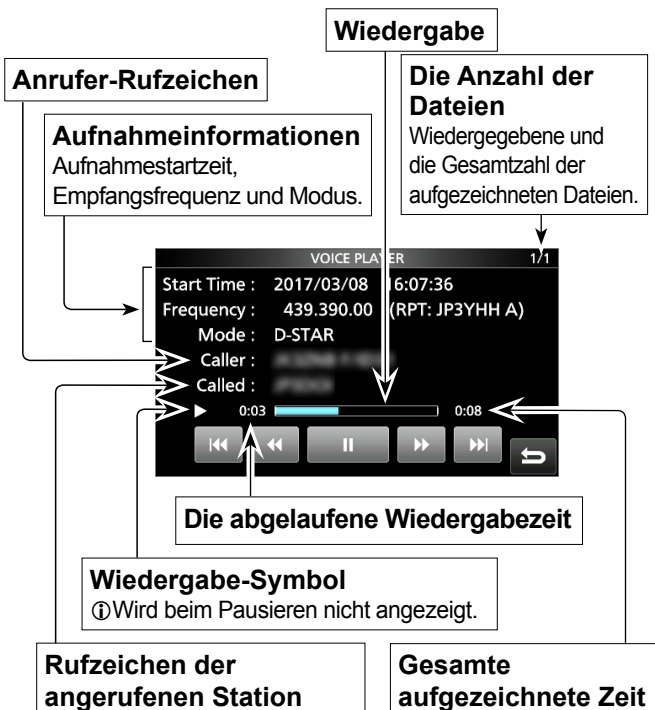 Wiedergabe
Anrufer-Rufzeichen
Die Anzahl der
Dateien
Wiedergegebene und
die Gesamtzahl der
aufgezeichneten Dateien.
Aufnahmeinformationen
Aufnahmestartzeit,
Empfangsfrequenz und Modus.
VOICE PLAYER 1/1
Start Time : 2017/03/08 16:07:36
Frequency : 439.390.00 (RPT: JP3YHH A)
Mode : D-STAR
Caller :
Called :
0:03 0:08
Die abgelaufene Wiedergabezeit
Wiedergabe-Symbol
ⓘWird beim Pausieren nicht angezeigt.
Rufzeichen der
angerufenen Station
Gesamte
aufgezeichnete Zeit